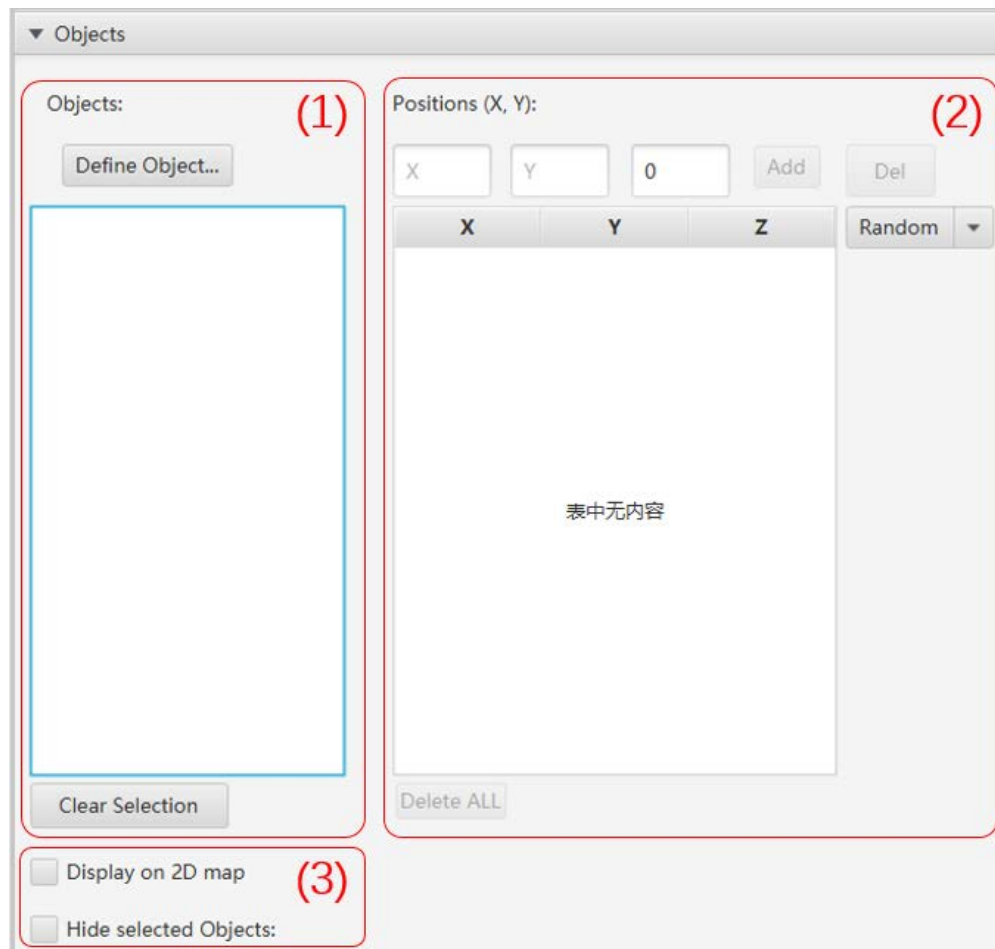 Objects
Objects:
(1)
Define Object...
Clear Selection
Positions (X, Y):
(2)
X Y 0 Add Del
X Y Z Random
表中无内容
Delete ALL
Display on 2D map
(3)
Hide selected Objects: